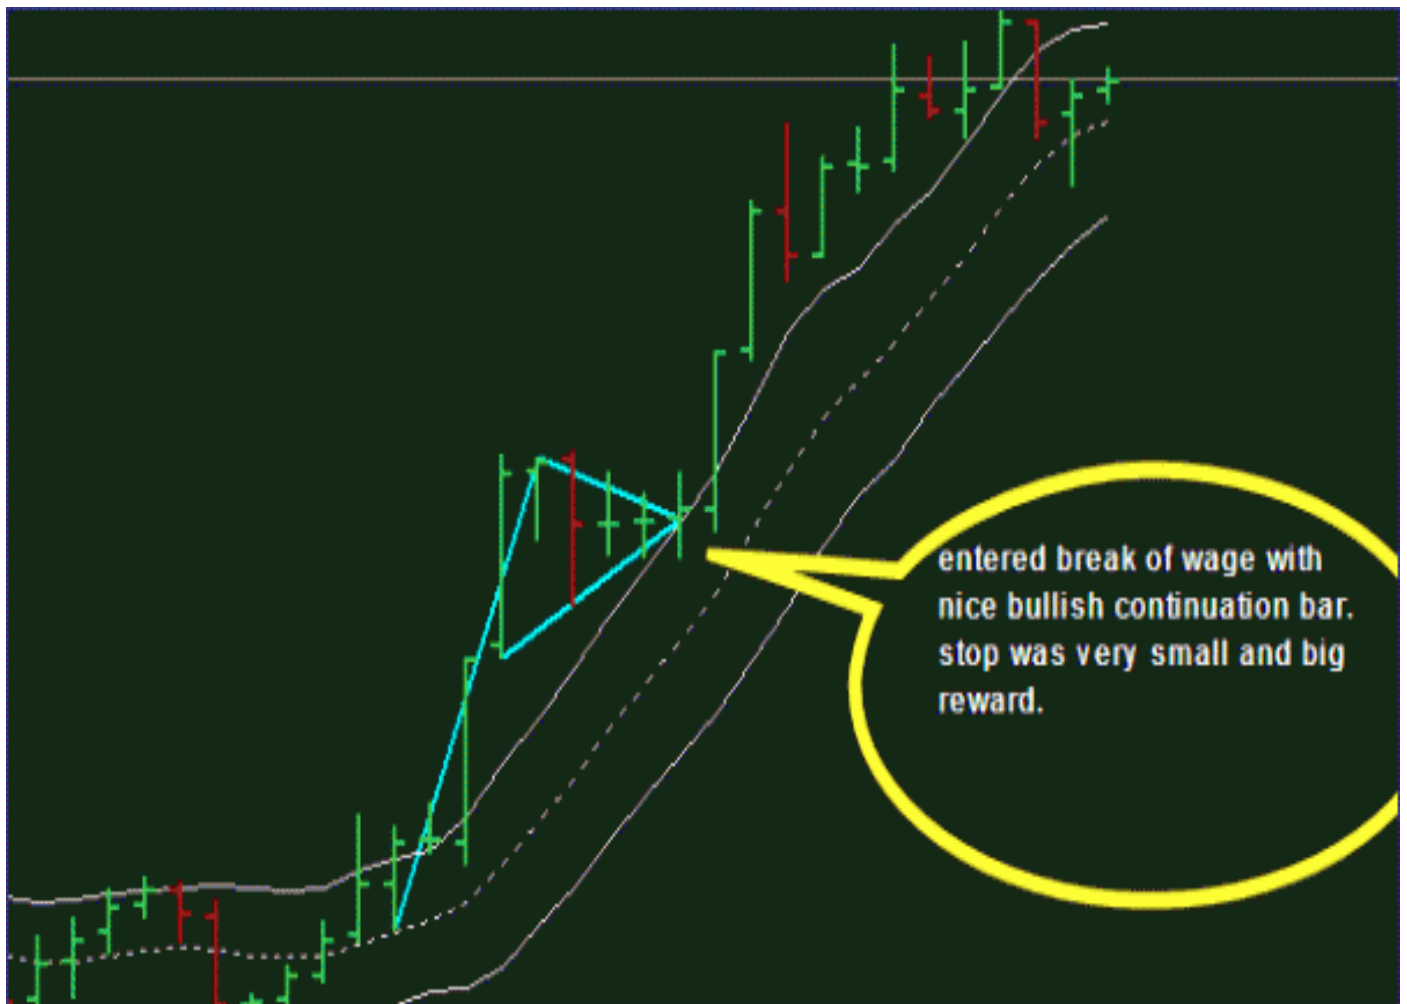 entered break of wage with
nice bullish continuation bar.
stop was very small and big
reward.